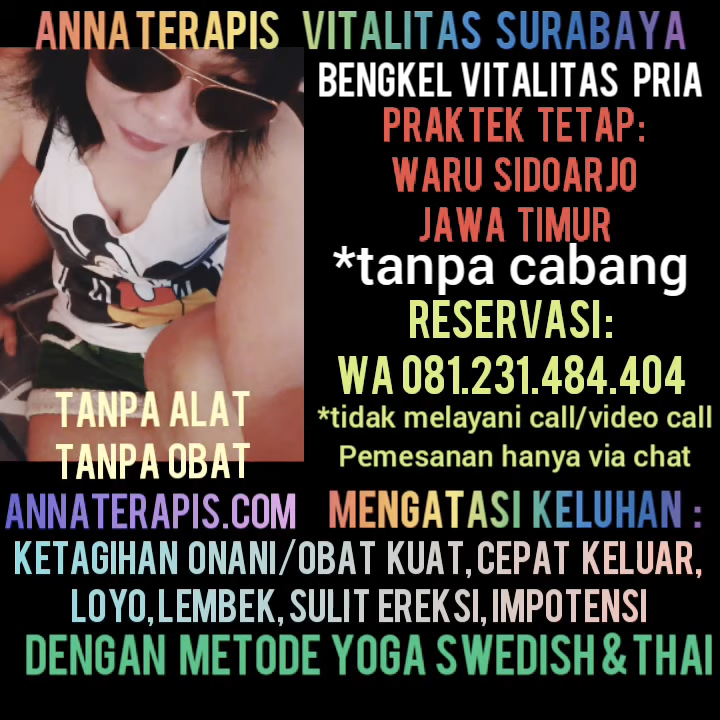 ANNA TERAPIS VITALITAS SURABAYA
BENGKEL VITALITAS PRIA
PRAKTEK TETAP:
WARU SIDOARJO
JAWA TIMUR
*tanpa cabang
RESERVASI:
WA 081.231.484.404
*tidak melayani call/video call
Pemesanan hanya via chat
TANPA ALAT
TANPA OBAT
ANNATERAPIS.COM
MENGATASI KELUHAN :
KETAGIHAN ONANI/OBAT KUAT, CEPAT KELUAR,
LOYO, LEMBEK, SULIT EREKSI, IMPOTENSI
DENGAN METODE YOGA SWEDISH & THAI